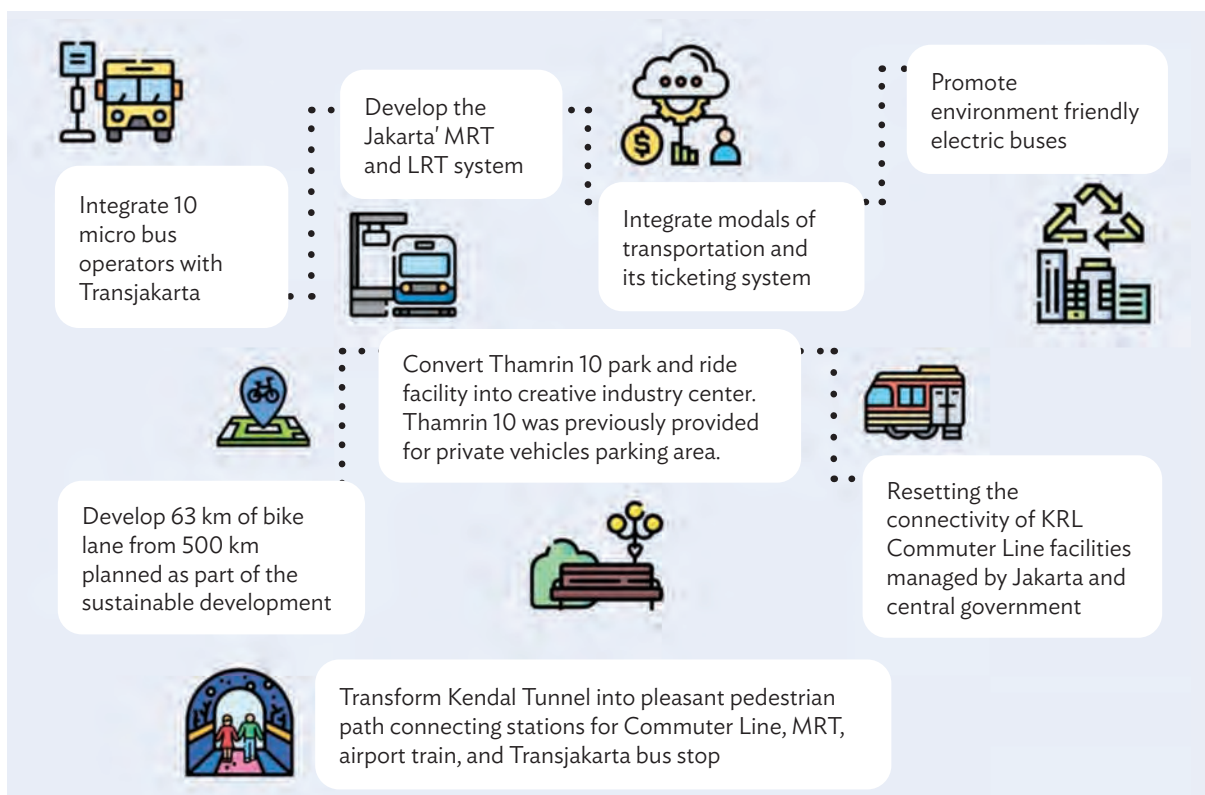 Integrate 10
micro bus
operators with
Transjakarta
Develop the
Jakarta' MRT
and LRT system
Integrate modals of
transportation and
its ticketing system
Promote
environment friendly
electric buses
Develop 63 km of bike
lane from 500 km
planned as part of the
sustainable development
Convert Thamrin 10 park and ride
facility into creative industry center.
Thamrin 10 was previously provided
for private vehicles parking area.
Resetting the
connectivity of KRL
Commuter Line facilities
managed by Jakarta and
central government
Transform Kendal Tunnel into pleasant pedestrian
path connecting stations for Commuter Line, MRT,
airport train, and Transjakarta bus stop